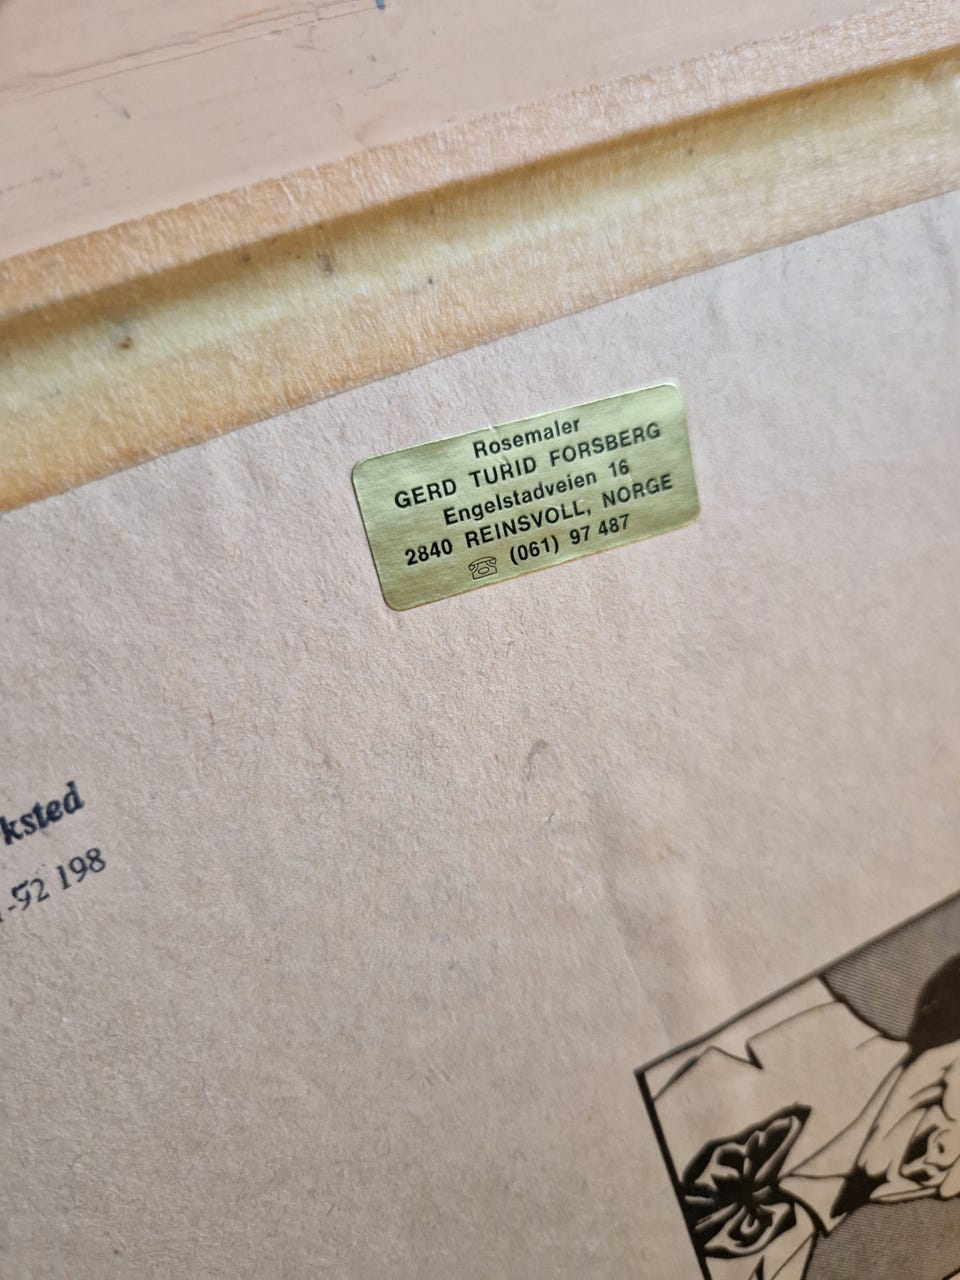 Rosemaler
GERD TURID FORSBERG
Engelstadveien 16
2840 REINSVOLL, NORGE
☏ (061) 97 487
ksted
-92 198